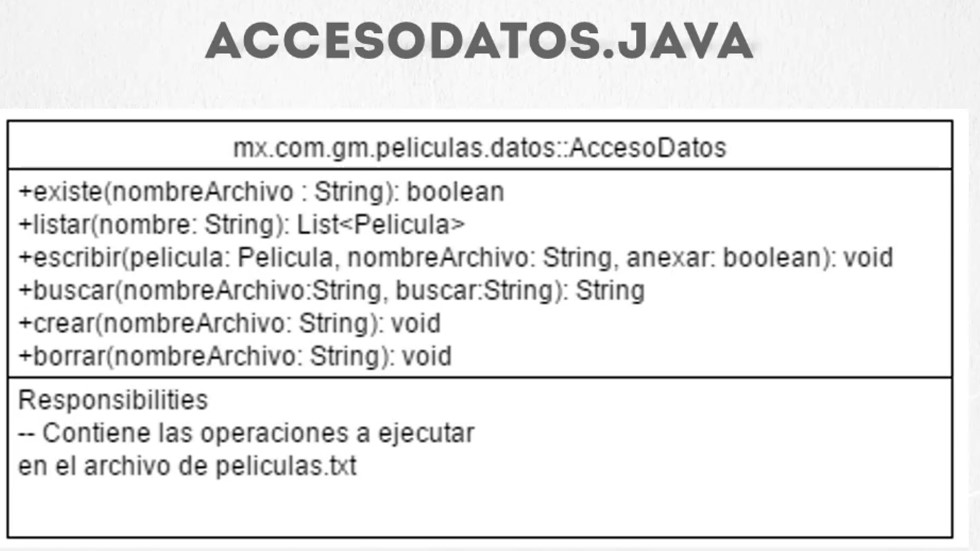 ACCESODATOS.JAVA
mx.com.gm.peliculas.datos::AccesoDatos
+existe(nombreArchivo : String): boolean
+listar(nombre: String): List<Pelicula>
+escribir(pelicula: Pelicula, nombreArchivo: String, anexar: boolean): void
+buscar(nombreArchivo:String, buscar:String): String
+crear(nombreArchivo: String): void
+borrar(nombreArchivo: String): void
Responsibilities
-- Contiene las operaciones a ejecutar
en el archivo de peliculas.txt